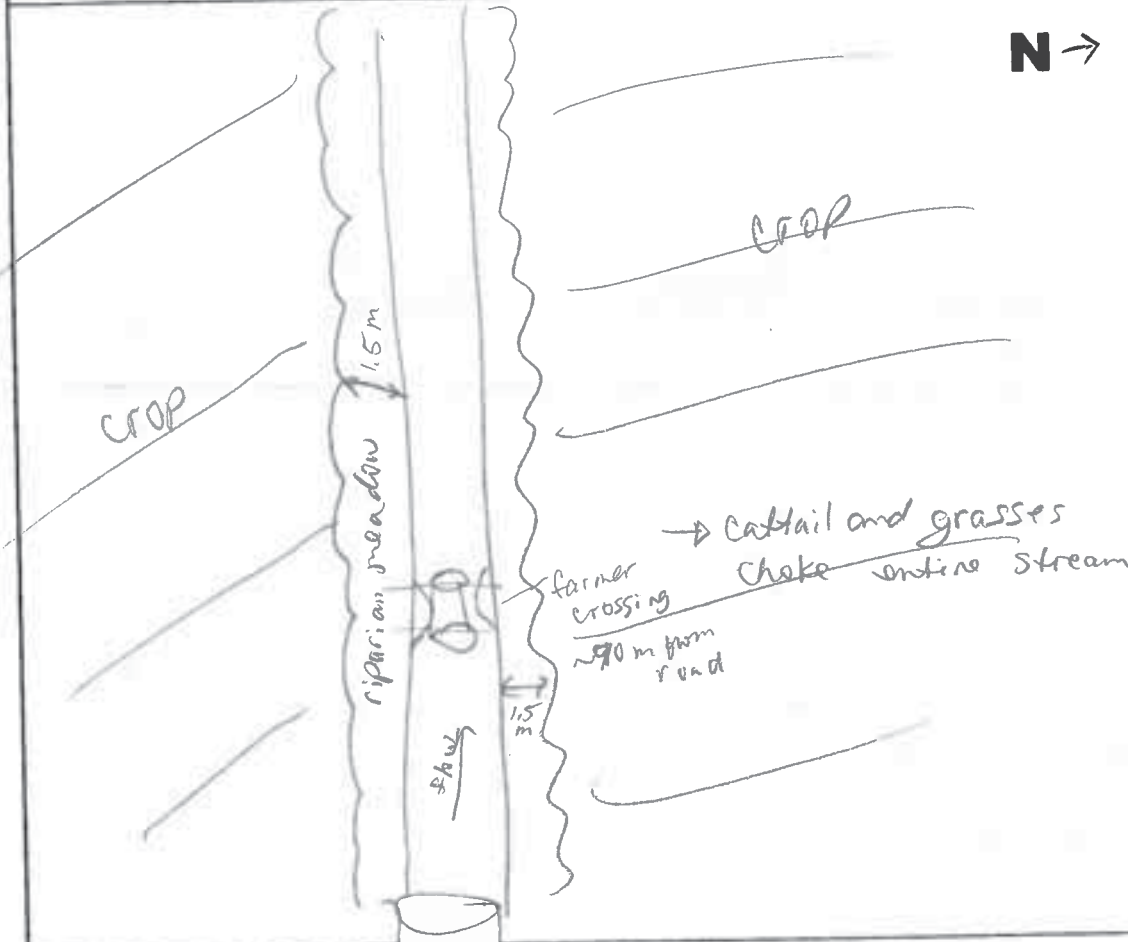 N →
crop
1.5 m
crop
riparian meadow
→ cattail and grasses
choke entire stream
farmer
crossing
~90 m from
road
1.5
m
flow